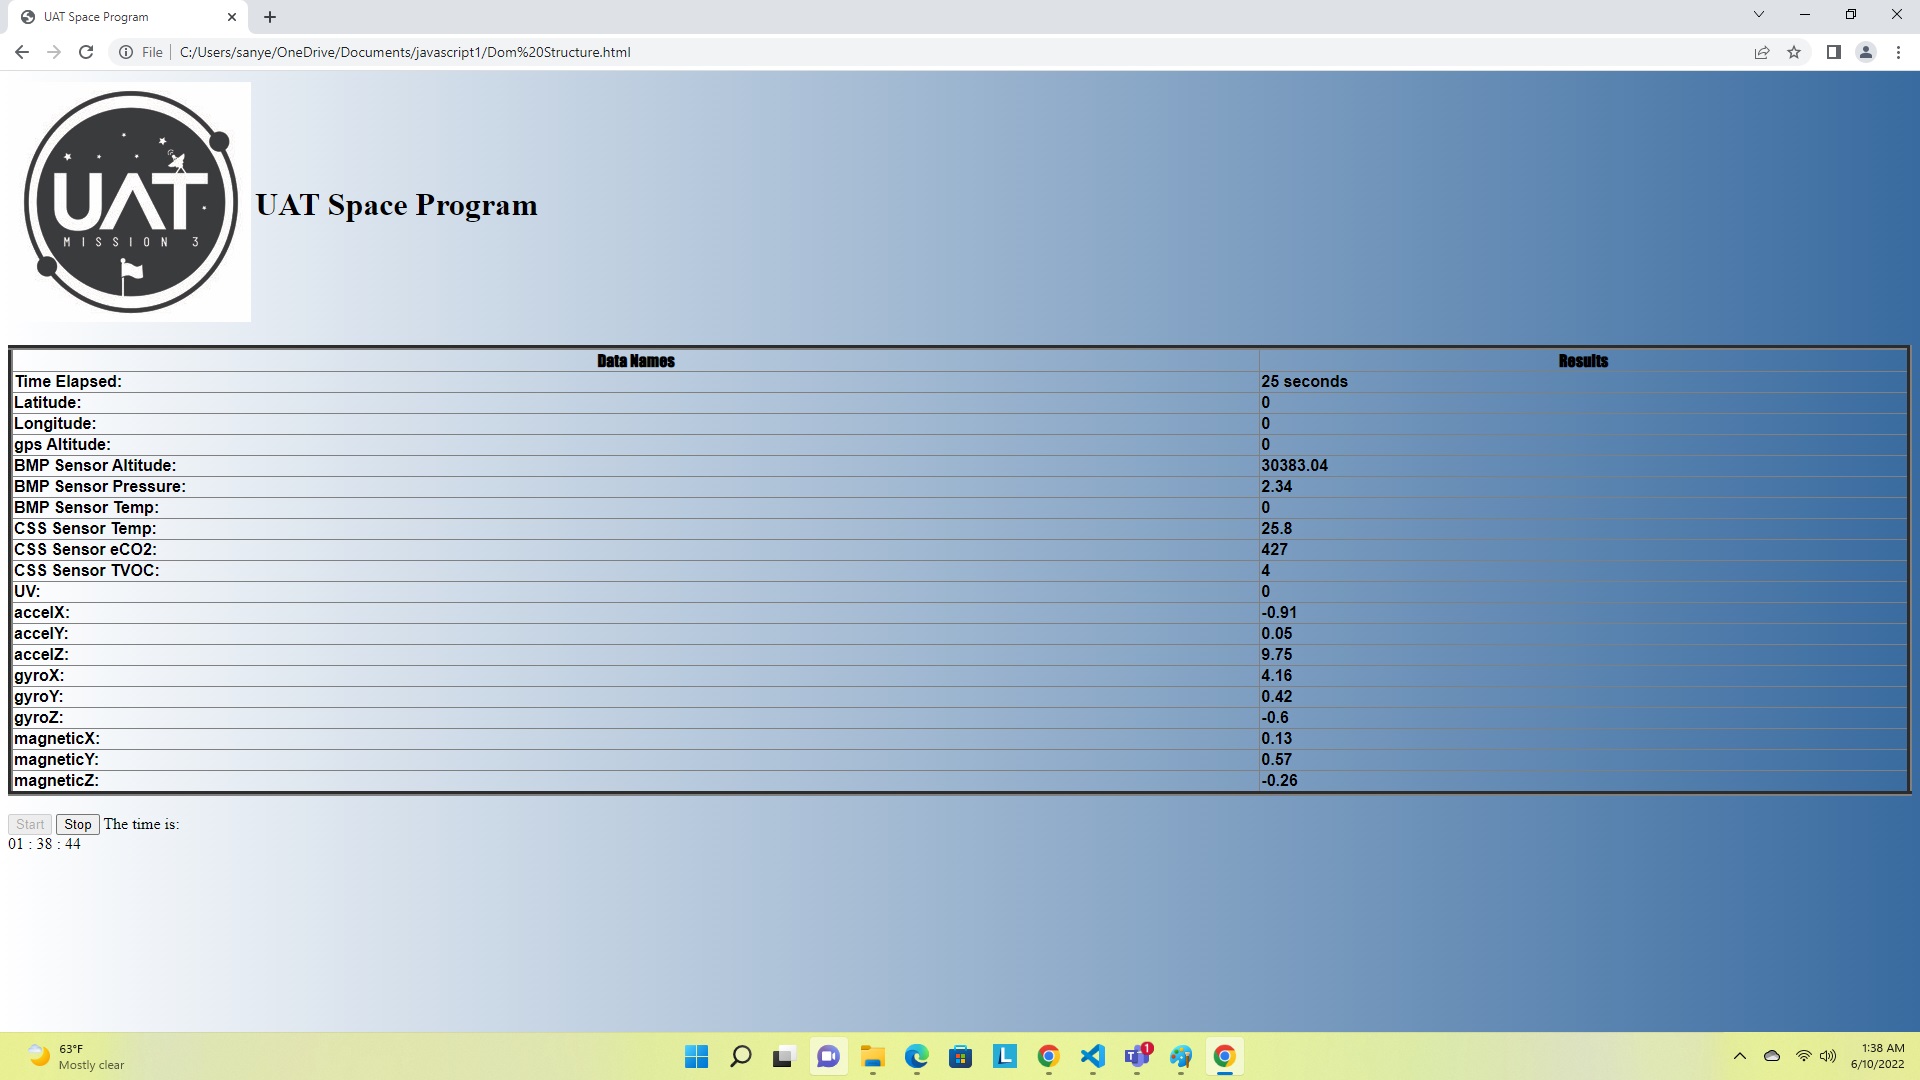 UAT Space Program
File C:/Users/sanye/OneDrive/Documents/javascript1/Dom%20Structure.html
UAT
MISSION 3
UAT Space Program
Data Names Results
Time Elapsed: 25 seconds
Latitude: 0
Longitude: 0
gps Altitude: 0
BMP Sensor Altitude: 30383.04
BMP Sensor Pressure: 2.34
BMP Sensor Temp: 0
CSS Sensor Temp: 25.8
CSS Sensor eCO2: 427
CSS Sensor TVOC: 4
UV: 0
accelX: -0.91
accelY: 0.05
accelZ: 9.75
gyroX: 4.16
gyroY: 0.42
gyroZ: -0.6
magneticX: 0.13
magneticY: 0.57
magneticZ: -0.26
Start Stop The time is:
01 : 38 : 44
63°F
Mostly clear
L
T
1
1:38 AM
6/10/2022